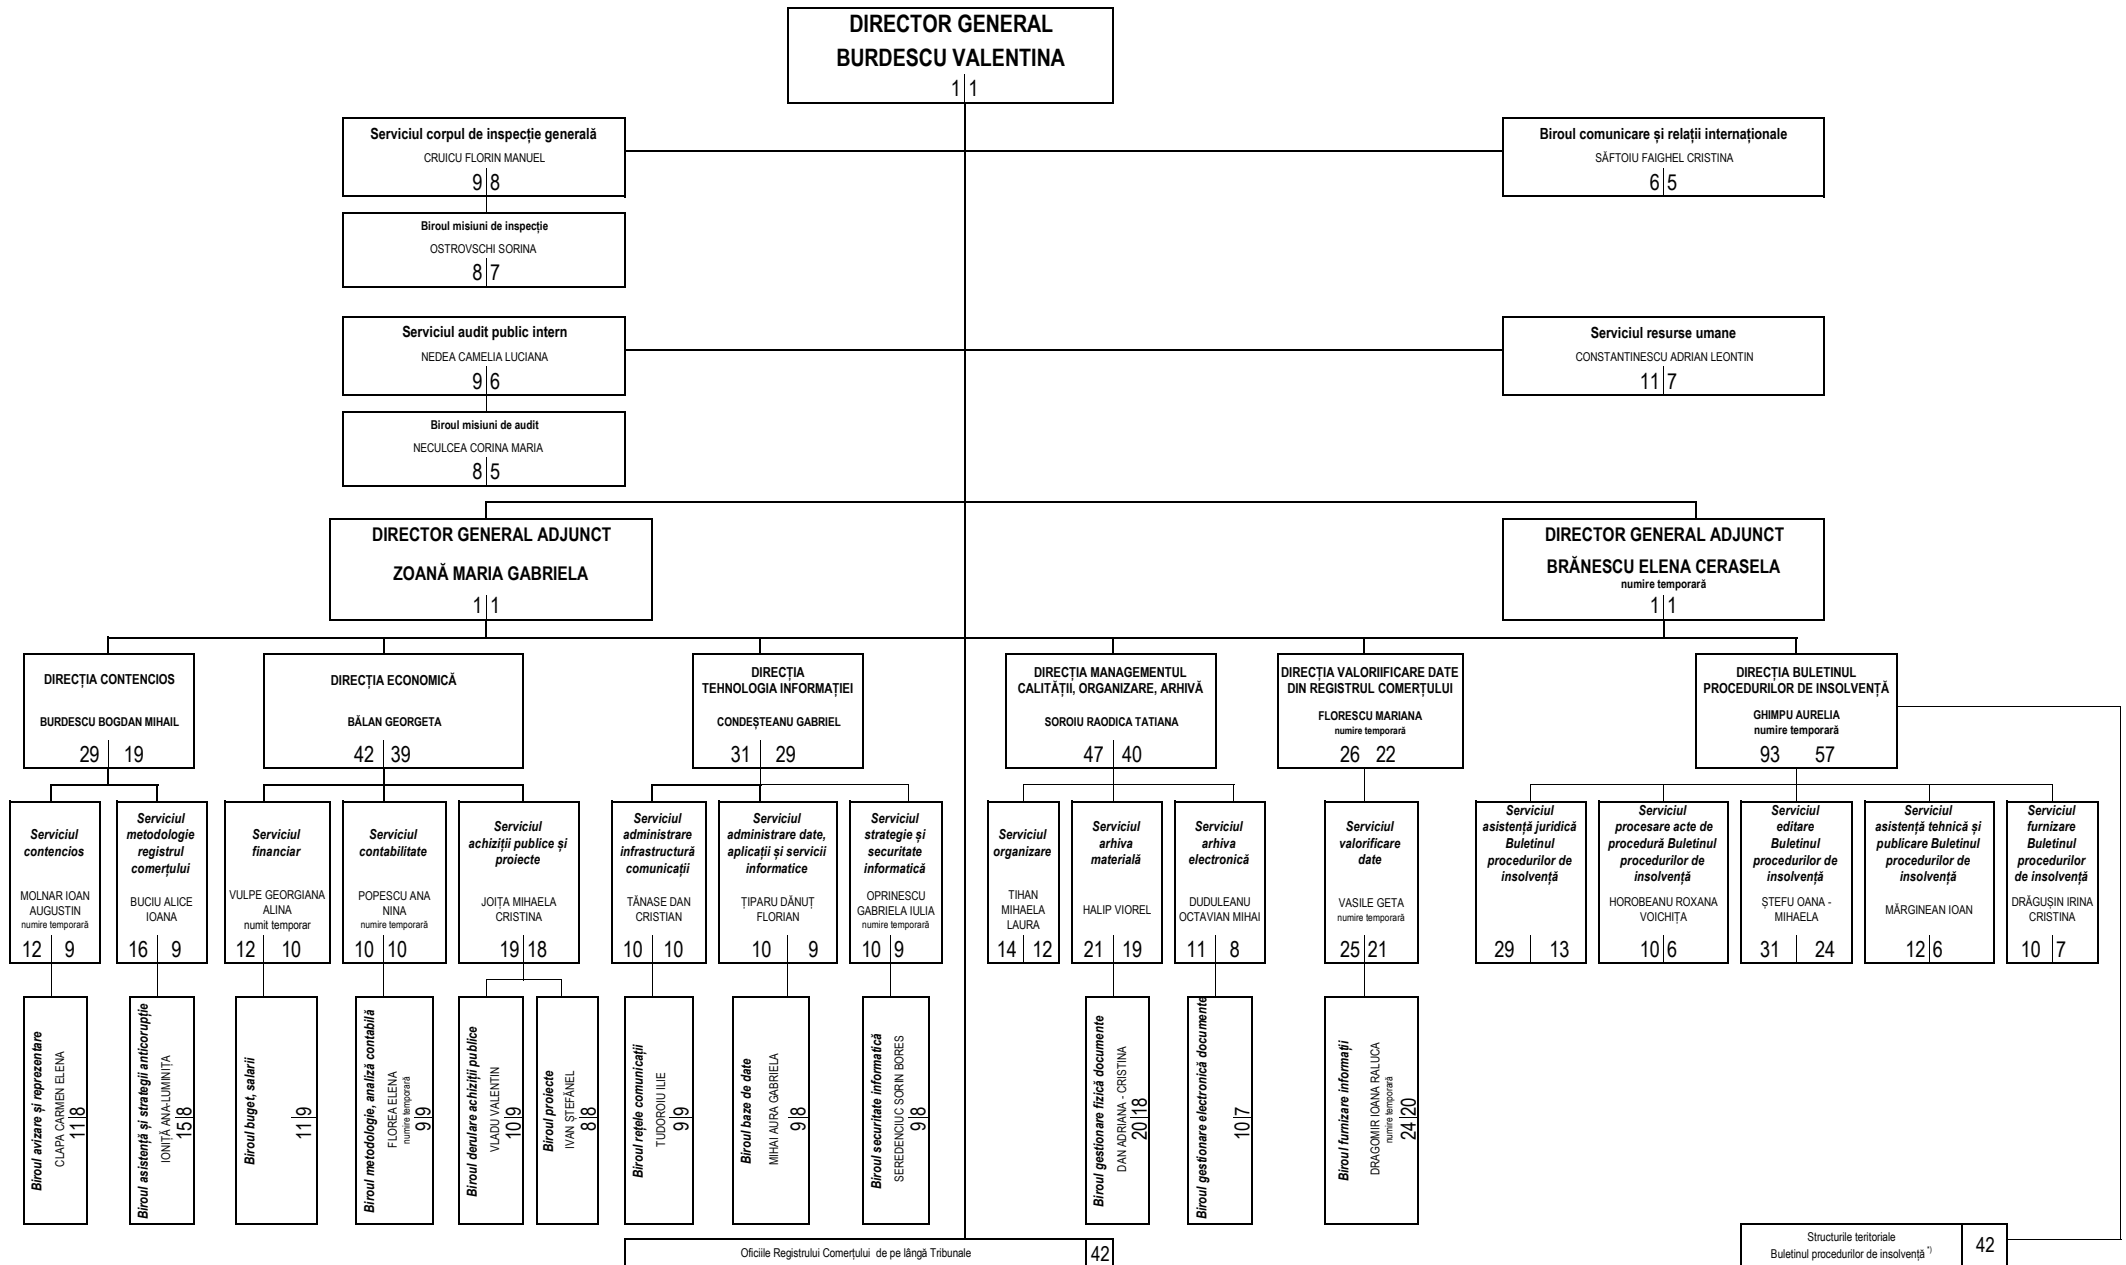 DIRECTOR GENERAL
BURDESCU VALENTINA
1 1
Serviciul corpul de inspecție generală
CRUICU FLORIN MANUEL
9 8
Biroul comunicare și relații internaționale
SĂFTOIU FAIGHEL CRISTINA
6 5
Biroul misiuni de inspecție
OSTROVSCHI SORINA
8 7
Serviciul audit public intern
NEDEA CAMELIA LUCIANA
9 6
Serviciul resurse umane
CONSTANTINESCU ADRIAN LEONTIN
11 7
Biroul misiuni de audit
NECULCEA CORINA MARIA
8 5
DIRECTOR GENERAL ADJUNCT
ZOANĂ MARIA GABRIELA
1 1
DIRECTOR GENERAL ADJUNCT
BRĂNESCU ELENA CERASELA
numire temporară
1 1
DIRECȚIA CONTENCIOS
BURDESCU BOGDAN MIHAIL
29 19
DIRECȚIA ECONOMICĂ
BĂLAN GEORGETA
42 39
DIRECȚIA
TEHNOLOGIA INFORMAȚIEI
CONDEȘTEANU GABRIEL
31 29
DIRECȚIA MANAGEMENTUL
CALITĂȚII, ORGANIZARE, ARHIVĂ
SOROIU RAODICA TATIANA
47 40
DIRECȚIA VALORIIFICARE DATE
DIN REGISTRUL COMERȚULUI
FLORESCU MARIANA
numire temporară
26 22
DIRECȚIA BULETINUL
PROCEDURILOR DE INSOLVENȚĂ
GHIMPU AURELIA
numire temporară
93 57
Serviciul
contencios
MOLNAR IOAN
AUGUSTIN
numire temporară
12 9
Serviciul
metodologie
registrul
comerțului
BUCIU ALICE
IOANA
16 9
Serviciul
financiar
VULPE GEORGIANA
ALINA
numit temporar
12 10
Serviciul
contabilitate
POPESCU ANA
NINA
numire temporară
10 10
Serviciul
achiziții publice și
proiecte
JOIȚA MIHAELA
CRISTINA
19 18
Serviciul
administrare
infrastructură
comunicații
TĂNASE DAN
CRISTIAN
10 10
Serviciul
administrare date,
aplicații și servicii
informatice
ȚIPARU DĂNUȚ
FLORIAN
10 9
Serviciul
strategie și
securitate
informatică
OPRINESCU
GABRIELA IULIA
numire temporară
10 9
Serviciul
organizare
TIHAN
MIHAELA
LAURA
14 12
Serviciul
arhiva
materială
HALIP VIOREL
21 19
Serviciul
arhiva
electronică
DUDULEANU
OCTAVIAN MIHAI
11 8
Serviciul
valorificare
date
VASILE GETA
numire temporară
25 21
Serviciul
asistență juridică
Buletinul
procedurilor de
insolvență
29 13
Serviciul
procesare acte de
procedură Buletinul
procedurilor de
insolvență
HOROBEANU ROXANA
VOICHIȚA
10 6
Serviciul
editare
Buletinul
procedurilor de
insolvență
ȘTEFU OANA -
MIHAELA
31 24
Serviciul
asistență tehnică și
publicare Buletinul
procedurilor de
insolvență
MĂRGINEAN IOAN
12 6
Serviciul
furnizare
Buletinul
procedurilor
de insolvență
DRĂGUȘIN IRINA
CRISTINA
10 7
Biroul avizare și reprezentare
CLAPA CARMEN ELENA
11 8
Biroul asistență și strategii anticorupție
IONIȚĂ ANA-LUMINIȚA
15 8
Biroul buget, salarii
11 9
Biroul metodologie, analiză contabilă
FLOREA ELENA
numire temporară
9 9
Biroul derulare achiziții publice
VLADU VALENTIN
10 9
Biroul proiecte
IVAN ȘTEFĂNEL
8 8
Biroul rețele comunicații
TUDOROIU ILIE
9 9
Biroul baze de date
MIHAI AURA GABRIELA
9 8
Biroul securitate informatică
SEREDENCIUC SORIN BORES
9 8
Biroul gestionare fizică documente
DAN ADRIANA - CRISTINA
20 18
Biroul gestionare electronică documente
10 7
Biroul furnizare informații
DRAGOMIR IOANA RALUCA
numire temporară
24 20
Oficiile Registrului Comerțului de pe lângă Tribunale
42
Structurile teritoriale
Buletinul procedurilor de insolvență *)
42